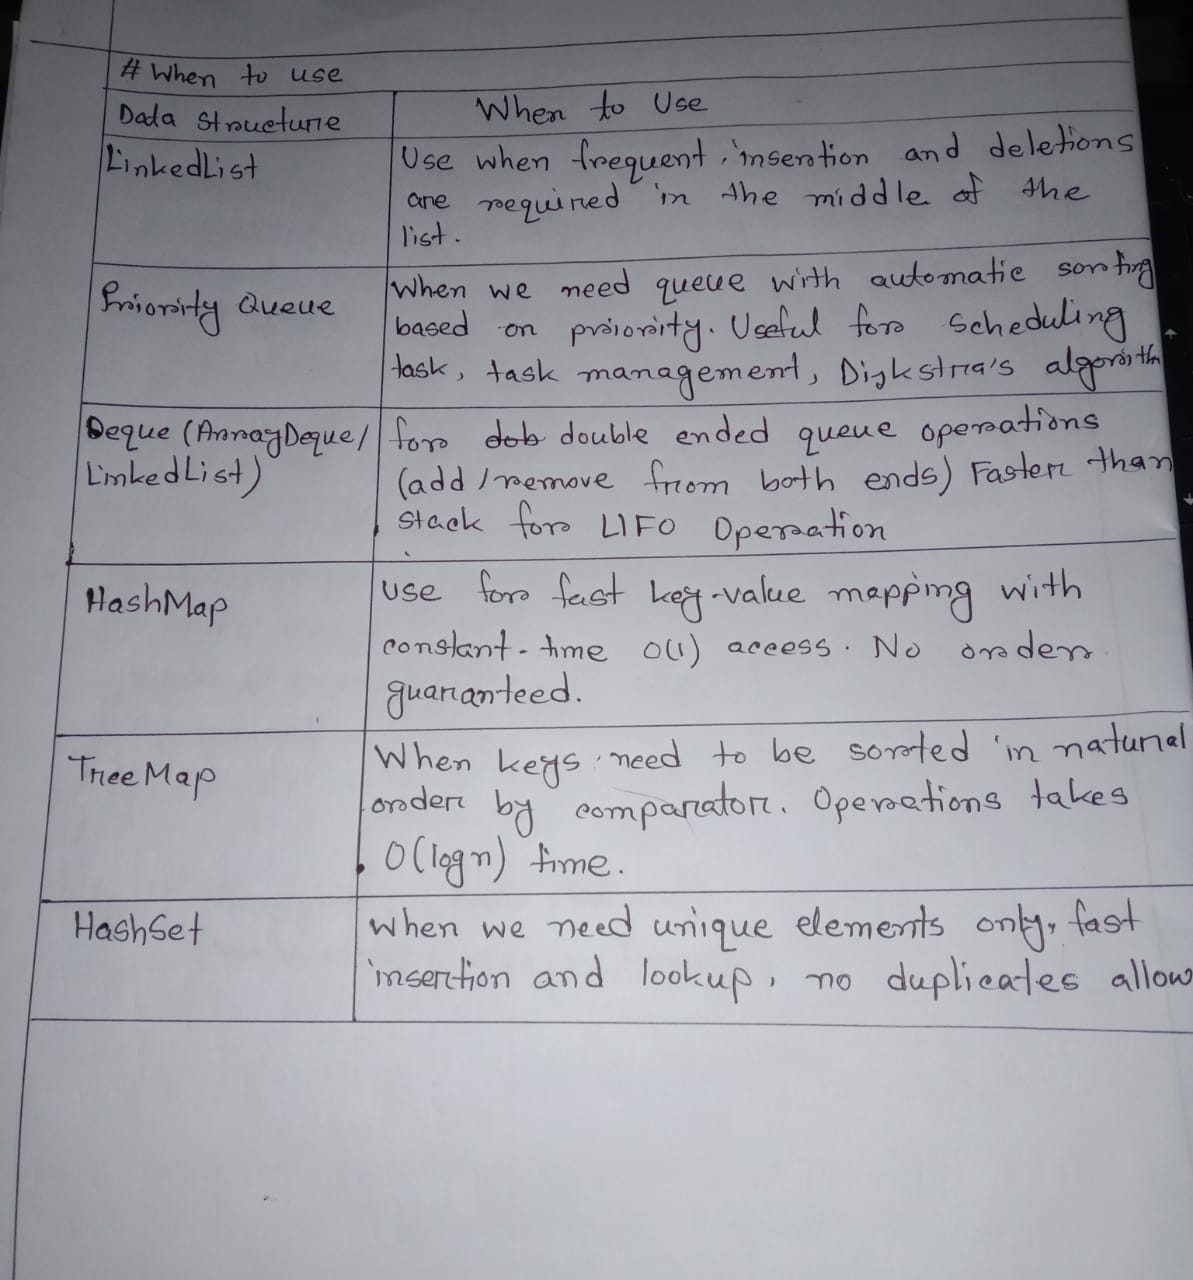 # When to use
Data Structure
When to Use
LinkedList
Use when frequent insertion and deletions
are required in the middle of the
list.
Priority Queue
When we need queue with automatic sorting
based on priority. Useful for Scheduling
task, task management, Dijkstra's algorithm
Deque (ArrayDeque/
LinkedList)
for dob double ended queue operations
(add / remove from both ends) Faster than
Stack for LIFO Operation
HashMap
Use for fast key-value mapping with
constant-time O(1) access. No order
guaranteed.
TreeMap
When keys need to be sorted in natural
order by comparator. Operations takes
O(log n) time.
HashSet
When we need unique elements only, fast
insertion and lookup, no duplicates allow